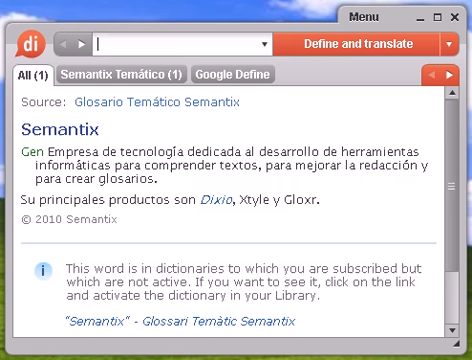 Menu
di
Define and translate
All (1)
Semantix Temático (1)
Google Define
Source: Glosario Temático Semantix
Semantix
Gen Empresa de tecnología dedicada al desarrollo de herramientas
informáticas para comprender textos, para mejorar la redacción y
para crear glosarios.
Su principales productos son Dixio, Xtyle y Gloxr.
© 2010 Semantix
i
This word is in dictionaries to which you are subscribed but
which are not active. If you want to see it, click on the link
and activate the dictionary in your Library.
"Semantix" - Glossari Temàtic Semantix